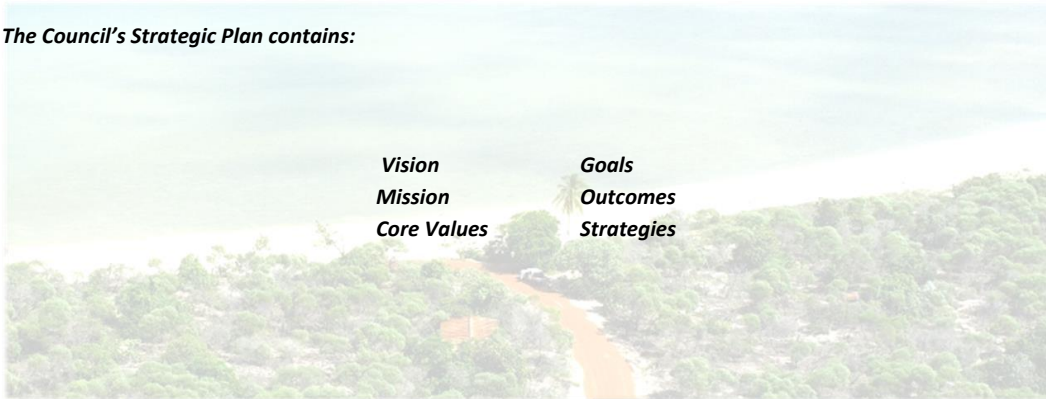 The Council’s Strategic Plan contains:
Vision Goals
Mission Outcomes
Core Values Strategies